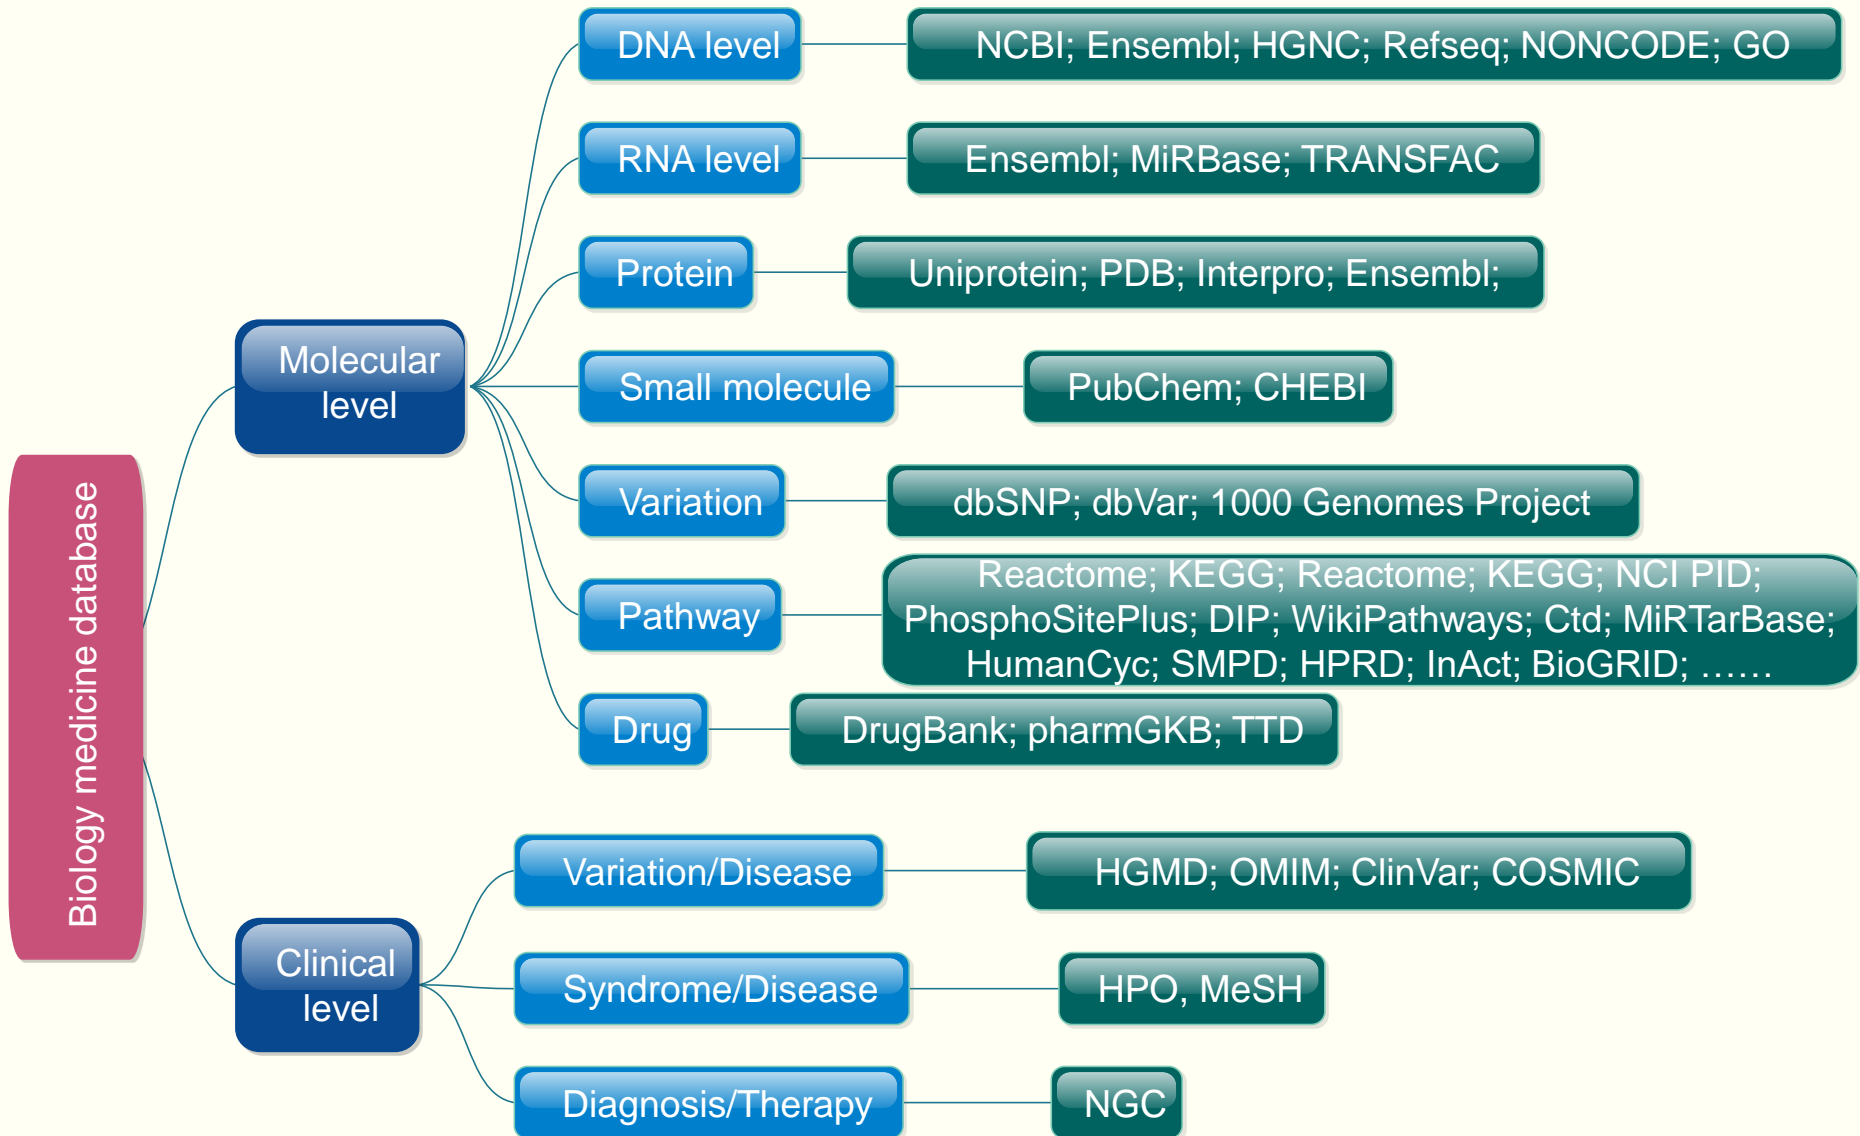 Biology medicine database
Molecular
level
DNA level
NCBI; Ensembl; HGNC; Refseq; NONCODE; GO
RNA level
Ensembl; MiRBase; TRANSFAC
Protein
Uniprotein; PDB; Interpro; Ensembl;
Small molecule
PubChem; CHEBI
Variation
dbSNP; dbVar; 1000 Genomes Project
Pathway
Reactome; KEGG; Reactome; KEGG; NCI PID;
PhosphoSitePlus; DIP; WikiPathways; Ctd; MiRTarBase;
HumanCyc; SMPD; HPRD; InAct; BioGRID; ......
Drug
DrugBank; pharmGKB; TTD
Clinical
level
Variation/Disease
HGMD; OMIM; ClinVar; COSMIC
Syndrome/Disease
HPO, MeSH
Diagnosis/Therapy
NGC